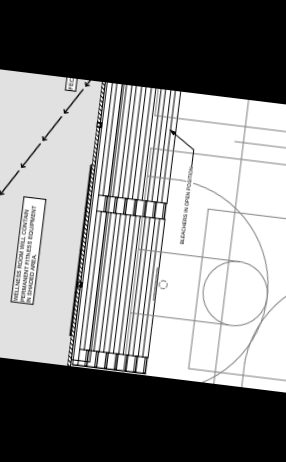 WELLNESS ROOM WILL CONTAIN
PERMANENT FITNESS EQUIPMENT
IN SHADED AREA.
BLEACHERS IN OPEN POSITION